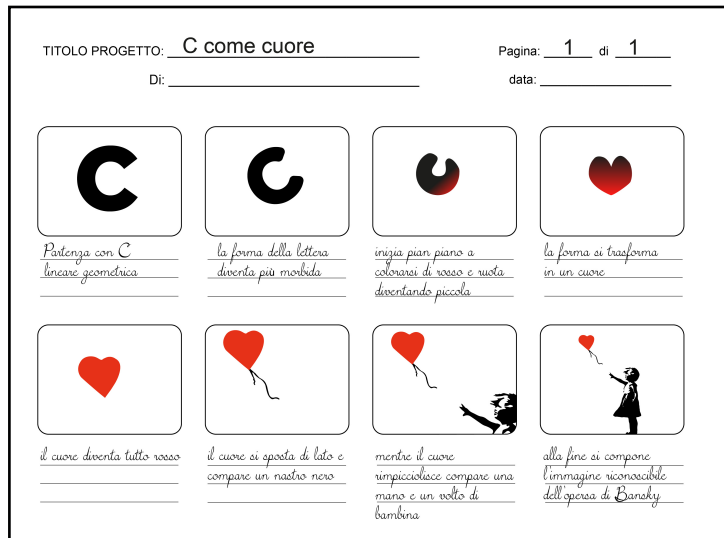 TITOLO PROGETTO: C come cuore
Pagina: 1 di 1
Di:
data:
C
Partenza con C
lineare geometrica
la forma della lettera
diventa più morbida
inizia pian piano a
colorarsi di rosso e ruota
diventando piccola
la forma si trasforma
in un cuore
il cuore diventa tutto rosso
il cuore si sposta di lato e
compare un nastro nero
mentre il cuore
rimpicciolisce compare una
mano e un volto di
bambina
alla fine si compone
l'immagine riconoscibile
dell'opersa di Bansky